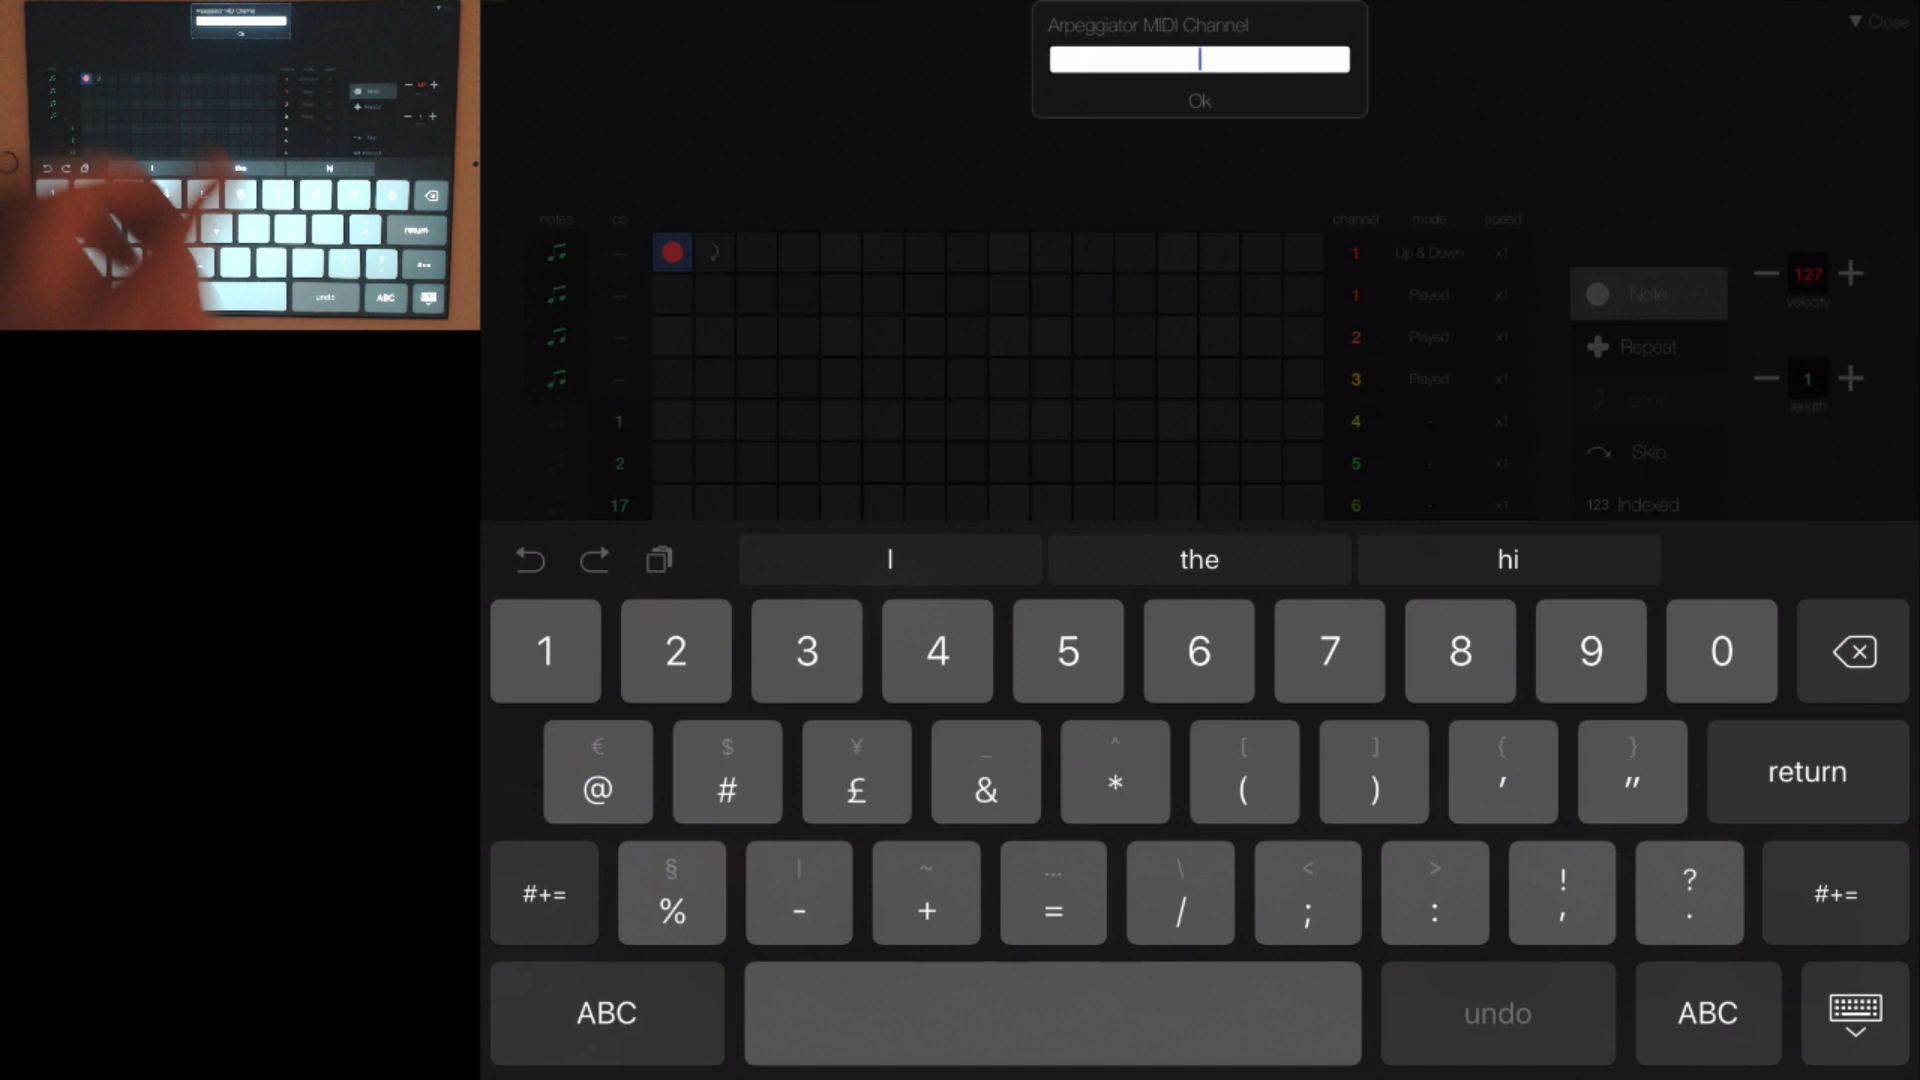 Arpeggiator MIDI Channel
▼ Close
Ok
notes cc channel mode speed
-- 1 Up & Down x1
-- 1 Played x1
-- 2 Played x1
-- 3 Played x1
1 4 - x1
2 5 - x1
17 6 - x1
Note
Repeat
Skip
123 Indexed
127
velocity
1
length
I the hi
1 2 3 4 5 6 7 8 9 0
€ $ ¥ _ ^ [ ] { }
@ # £ & * ( ) ' " return
§ | ~ ... \ < > ! ?
#+= % - + = / ; : , . #+=
ABC undo ABC